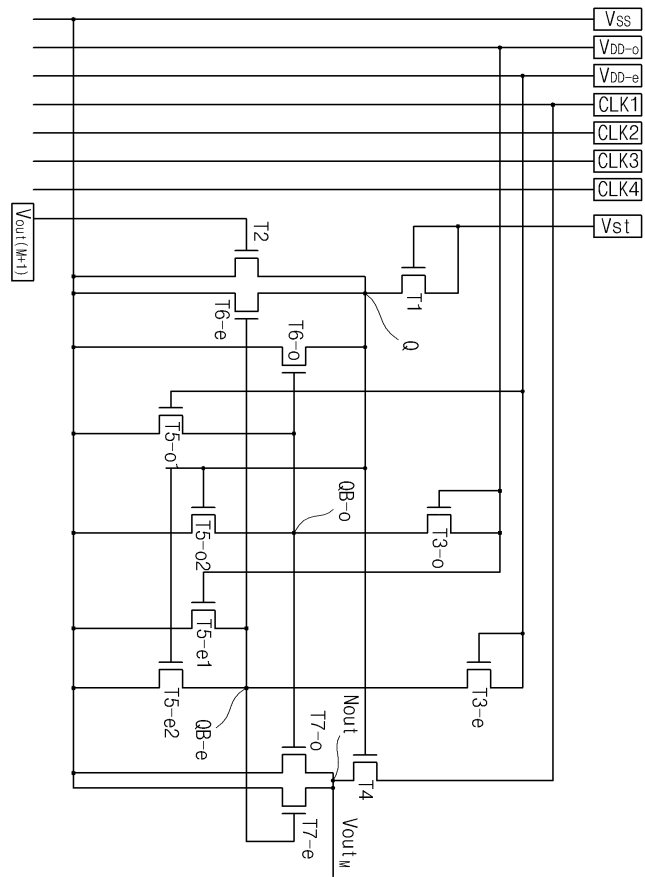 Vss
VDD-o
VDD-e
CLK1
CLK2
CLK3
CLK4
Vst
Vout(M+1)
T2
T1
T6-e
Q
T6-o
T5-o1
QB-o
T5-o2
T3-o
T5-e1
T5-e2
T3-e
QB-e
Nout
T7-o
T4
T7-e
VoutM